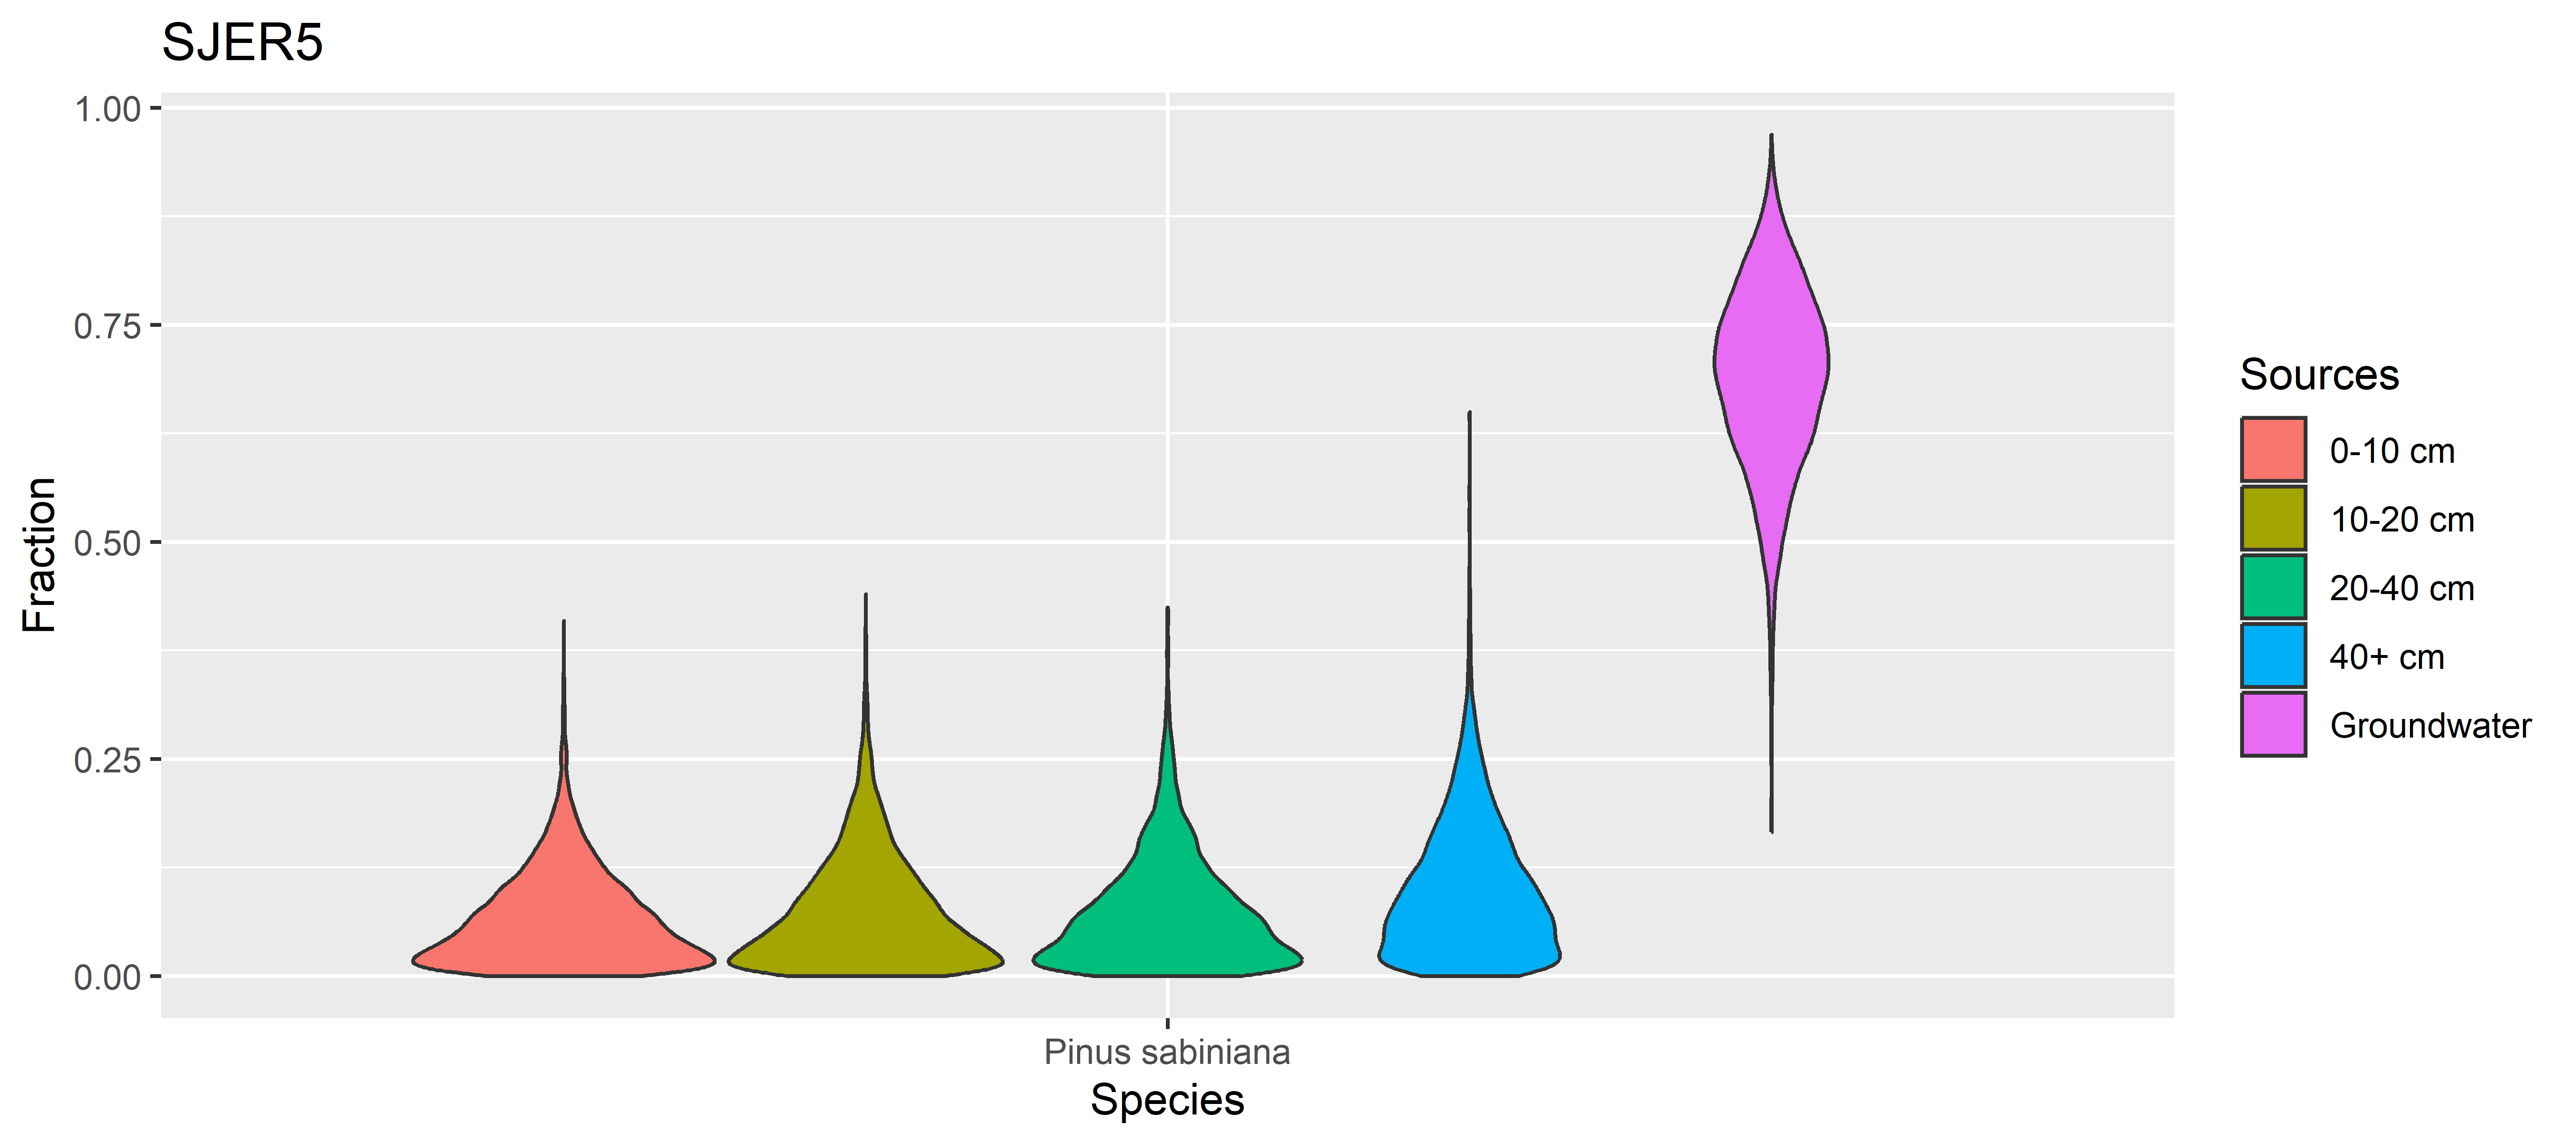 SJER5
1.00
0.75
0.50
0.25
0.00
Fraction
Pinus sabiniana
Species
Sources
0-10 cm
10-20 cm
20-40 cm
40+ cm
Groundwater